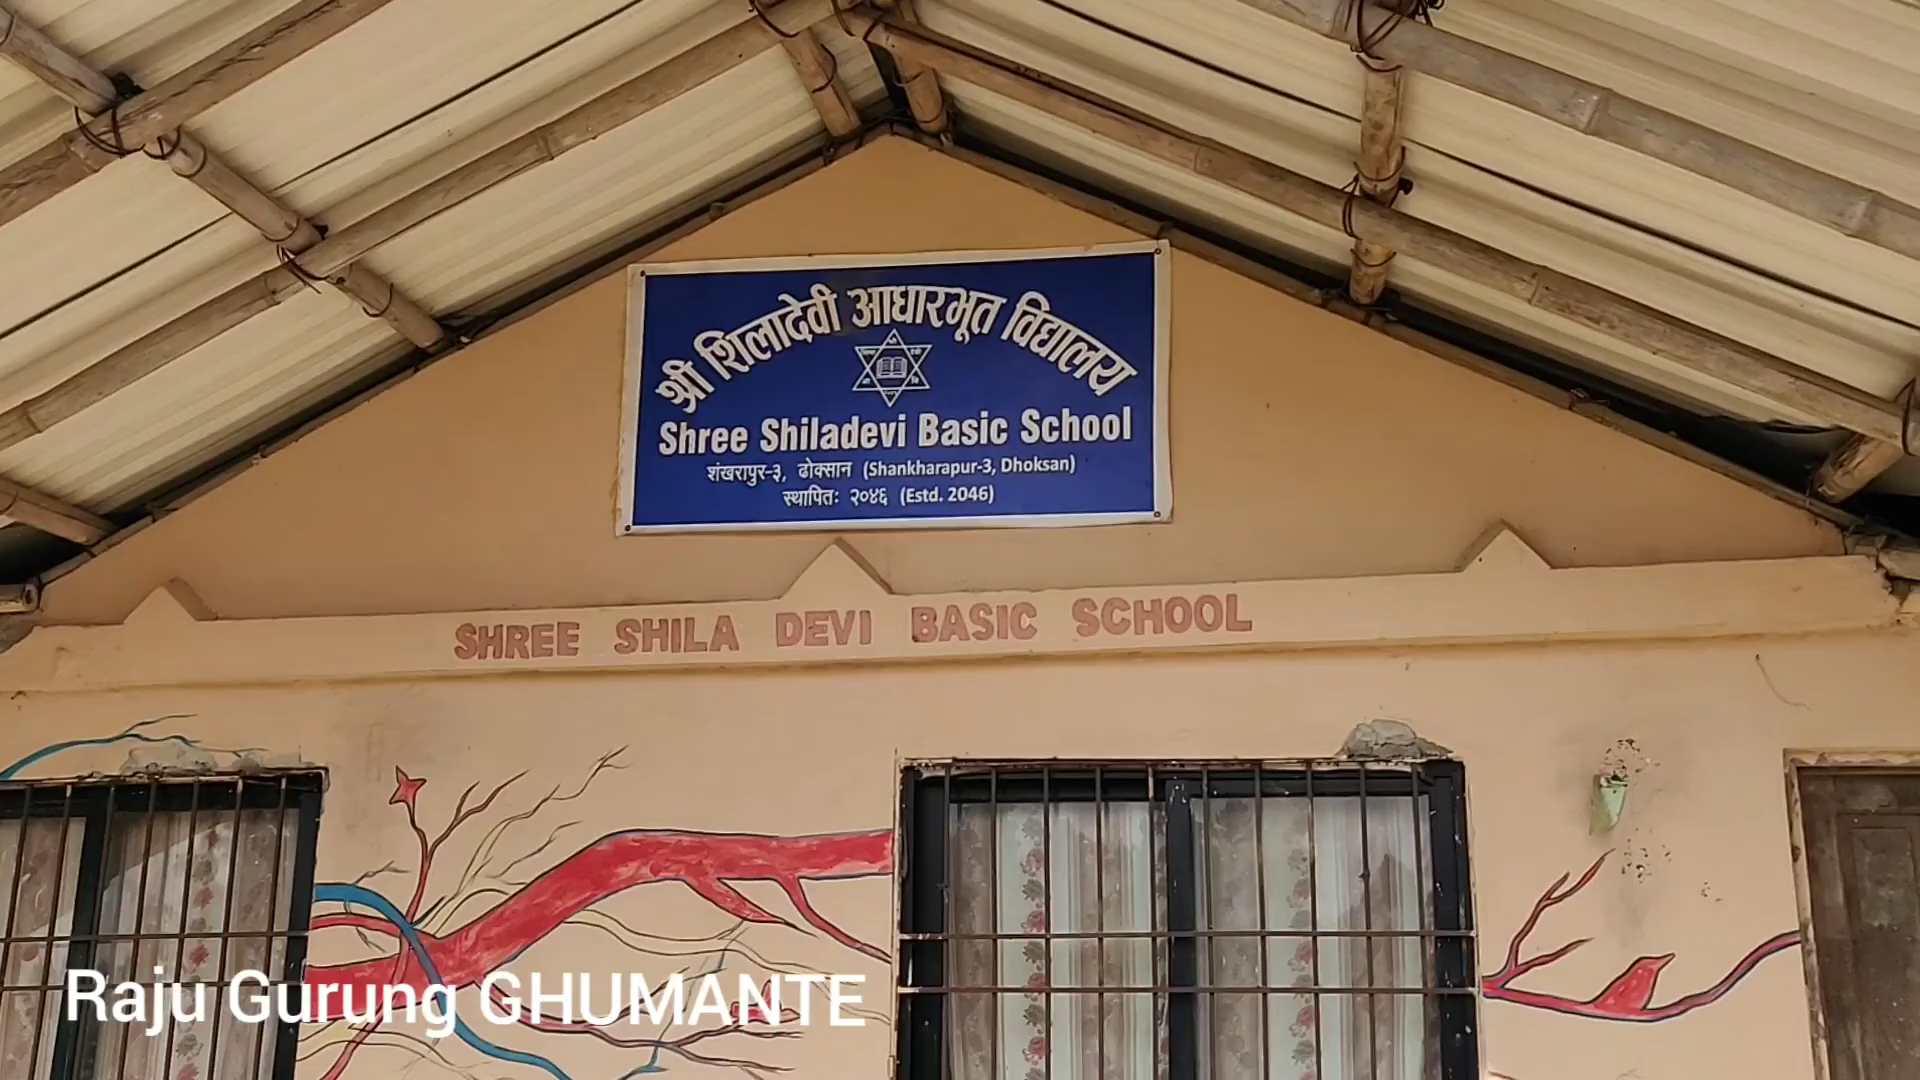 श्री शिलादेवी आधारभूत विद्यालय
Shree Shiladevi Basic School
शंखरापुर-३, ढोक्सान (Shankharapur-3, Dhoksan)
स्थापितः २०४६ (Estd. 2046)
SHREE SHILA DEVI BASIC SCHOOL
Raju Gurung GHUMANTE